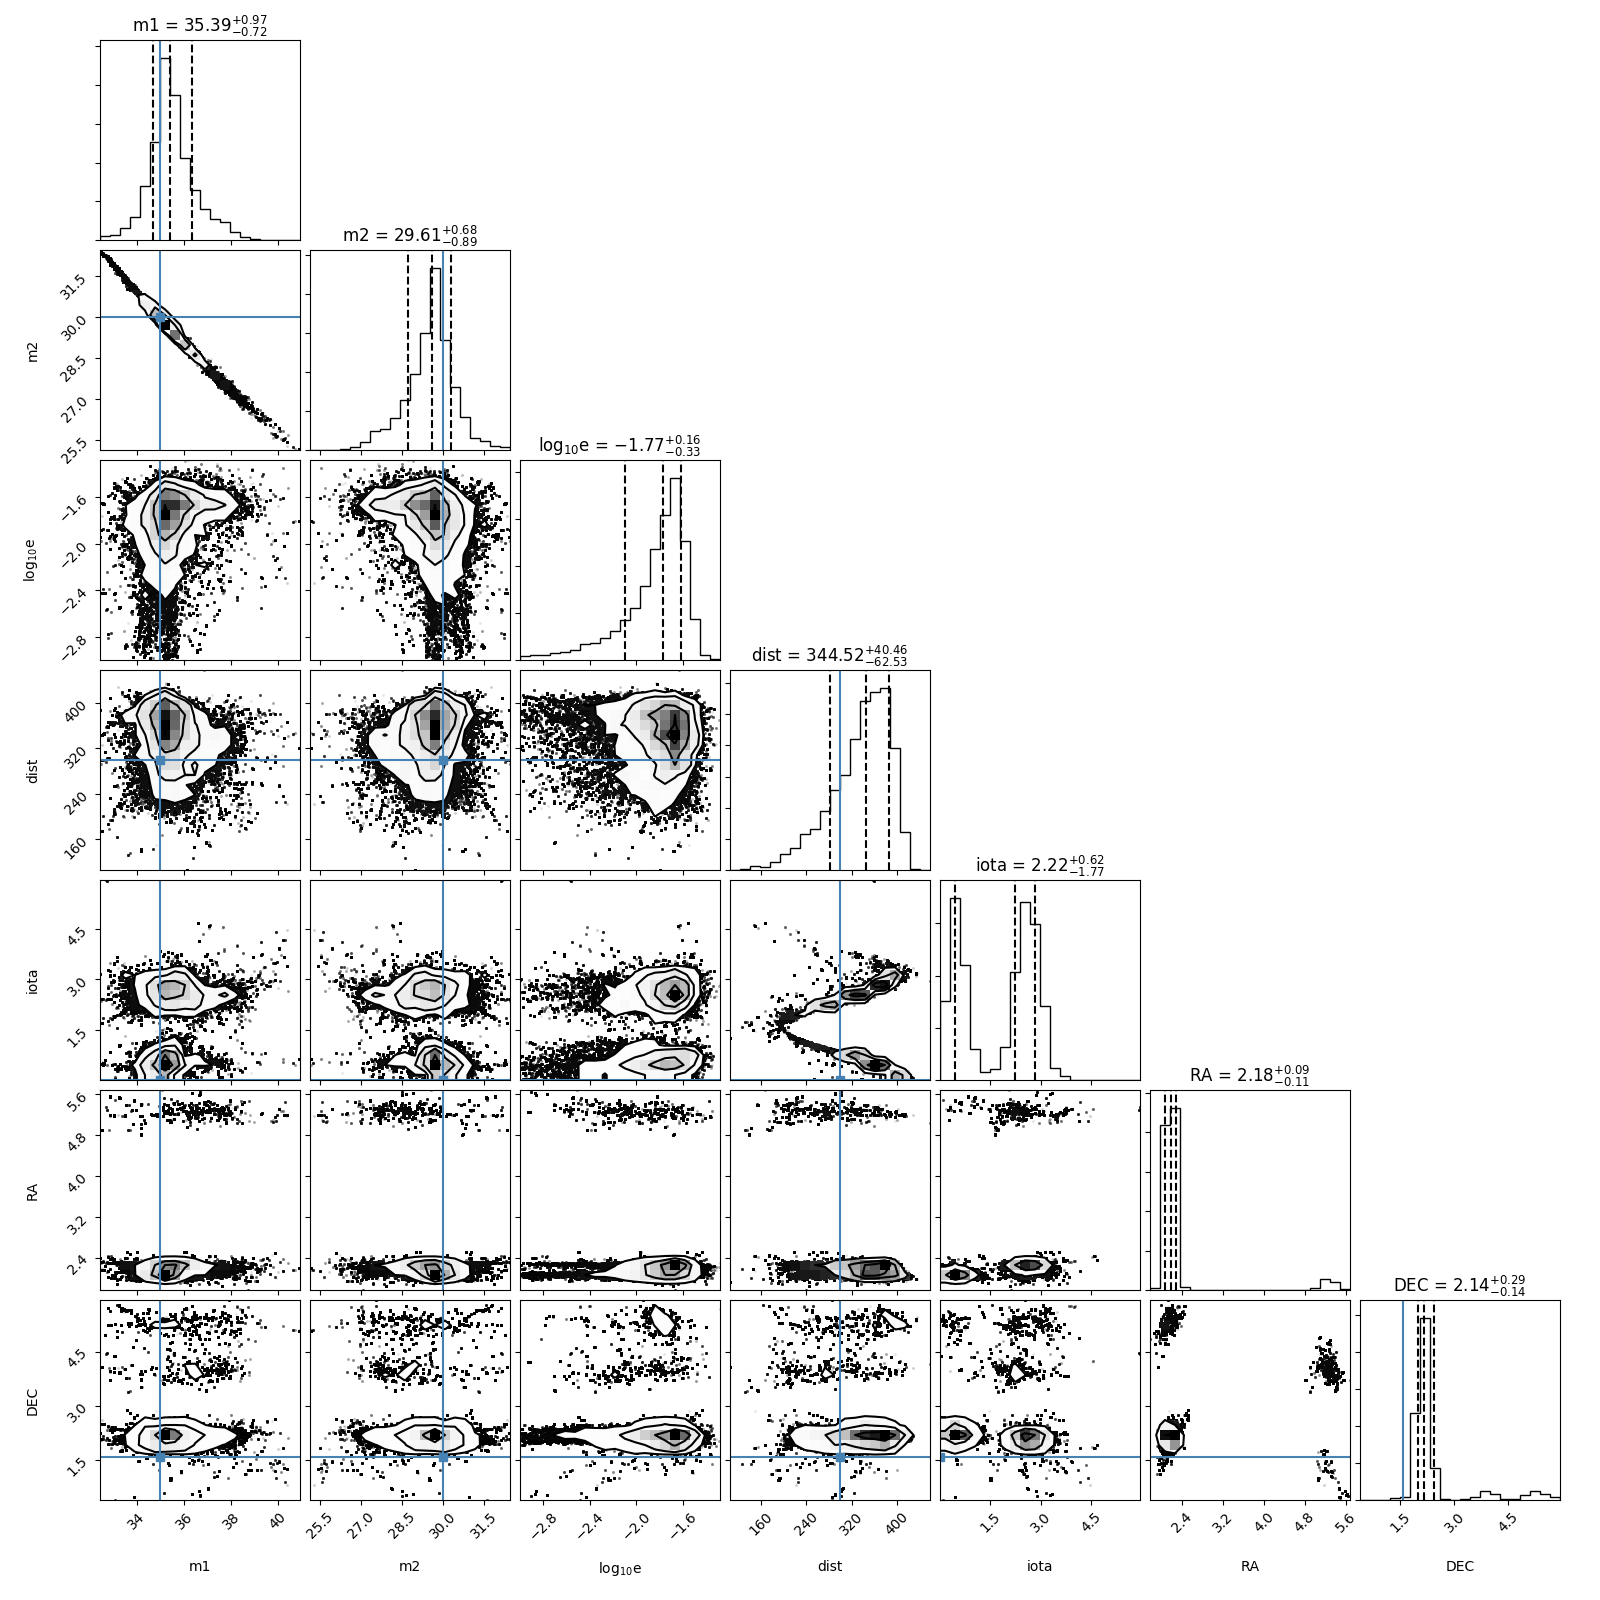 m1 = 35.39+0.97−0.72
m2 = 29.61+0.68−0.89
31.5
30.0
28.5
27.0
25.5
m2
log10e = −1.77+0.16−0.33
−1.6
−2.0
−2.4
−2.8
log10e
dist = 344.52+40.46−62.53
400
320
240
160
dist
iota = 2.22+0.62−1.77
4.5
3.0
1.5
iota
RA = 2.18+0.09−0.11
5.6
4.8
4.0
3.2
2.4
RA
DEC = 2.14+0.29−0.14
4.5
3.0
1.5
DEC
34 36 38 40 25.5 27.0 28.5 30.0 31.5 −2.8 −2.4 −2.0 −1.6 160 240 320 400 1.5 3.0 4.5 2.4 3.2 4.0 4.8 5.6 1.5 3.0 4.5
m1 m2 log10e dist iota RA DEC